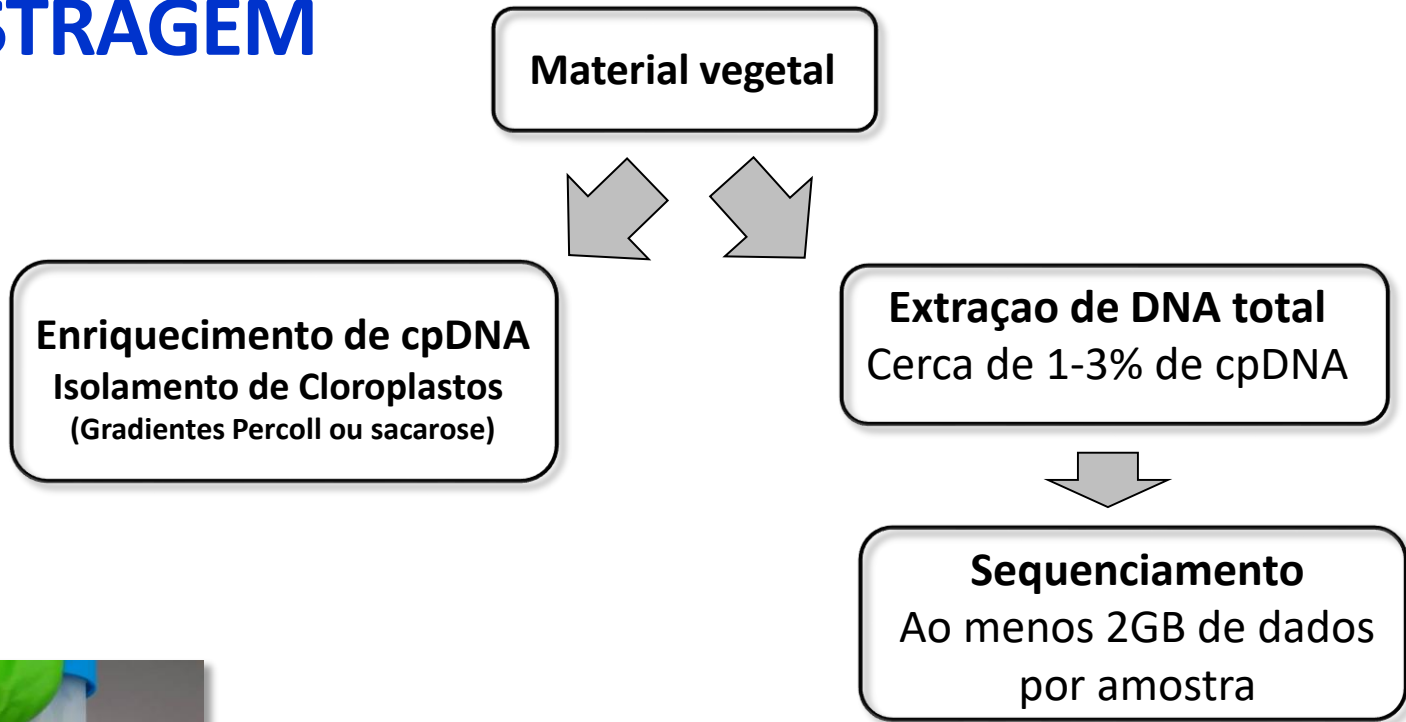 STRAGEM
Material vegetal
Enriquecimento de cpDNA
Isolamento de Cloroplastos
(Gradientes Percoll ou sacarose)
Extraçao de DNA total
Cerca de 1-3% de cpDNA
Sequenciamento
Ao menos 2GB de dados
por amostra